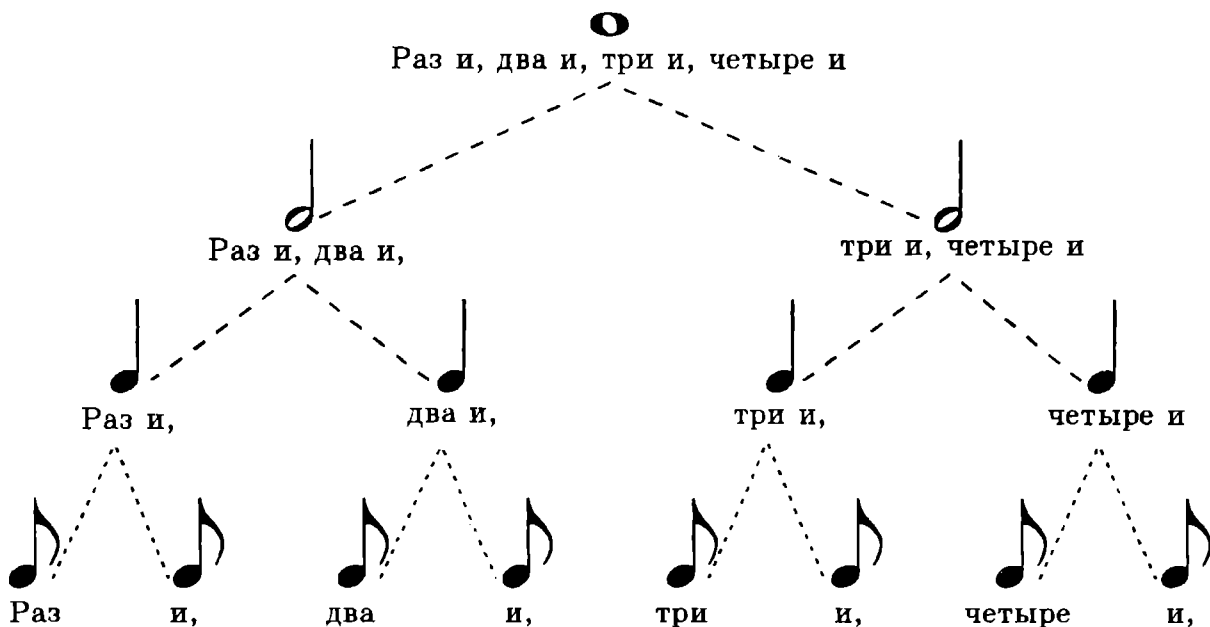 Раз и, два и, три и, четыре и
Раз и, два и, три и, четыре и
Раз и, два и, три и, четыре и
Раз и, два и, три и, четыре и,